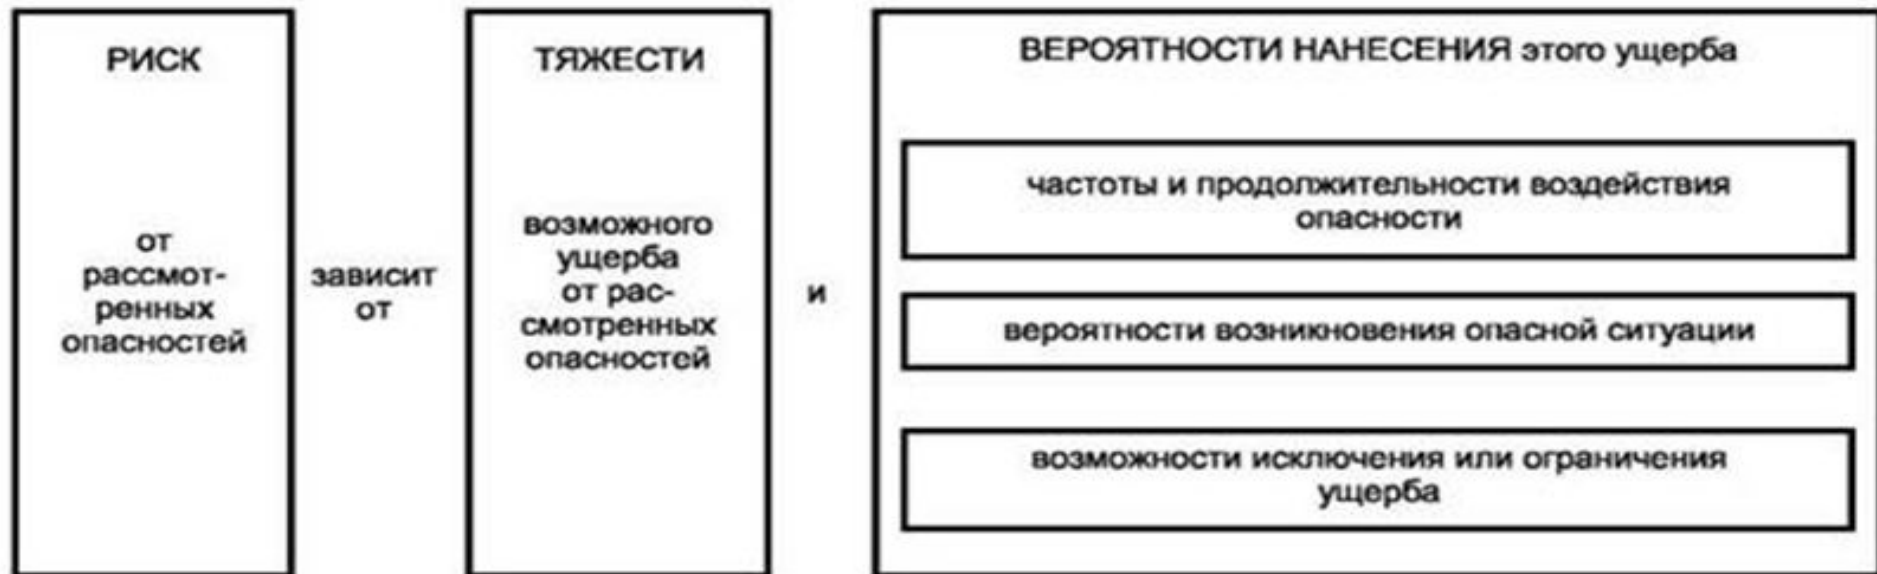 РИСК
от
рассмот-
ренных
опасностей
зависит
от
ТЯЖЕСТИ
возможного
ущерба
от рас-
смотренных
опасностей
и
ВЕРОЯТНОСТИ НАНЕСЕНИЯ этого ущерба
частоты и продолжительности воздействия
опасности
вероятности возникновения опасной ситуации
возможности исключения или ограничения
ущерба